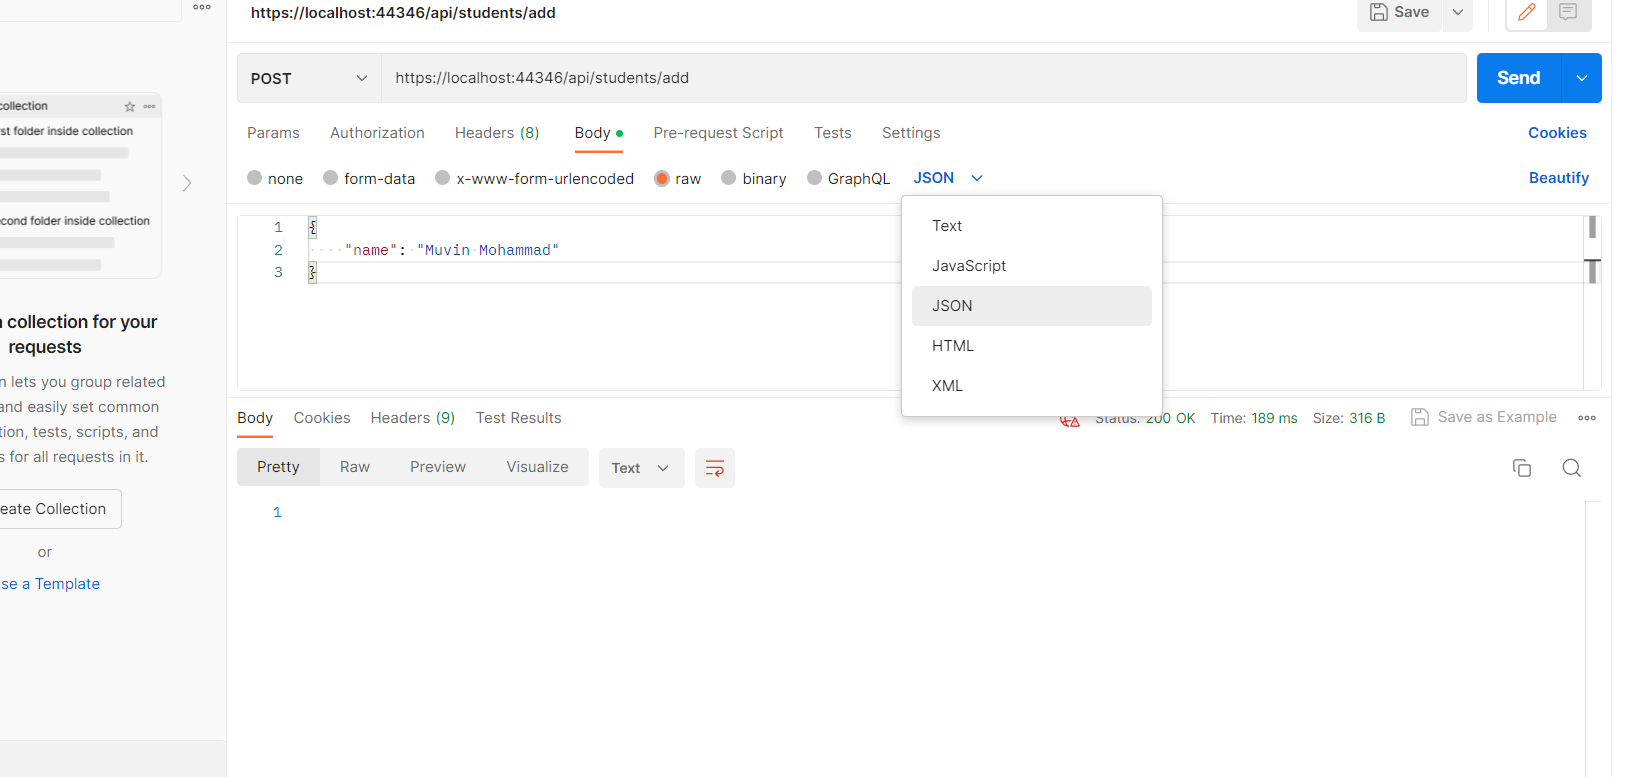 https://localhost:44346/api/students/add
Save
POST
https://localhost:44346/api/students/add
Send
Params Authorization Headers (8) Body Pre-request Script Tests Settings Cookies
none form-data x-www-form-urlencoded raw binary GraphQL JSON Beautify
Text
JavaScript
JSON
HTML
XML
1 {
2 "name": "Muvin Mohammad"
3 }
collection
st folder inside collection
cond folder inside collection
collection for your
requests
n lets you group related
and easily set common
tion, tests, scripts, and
s for all requests in it.
eate Collection
or
se a Template
Body Cookies Headers (9) Test Results Status: 200 OK Time: 189 ms Size: 316 B Save as Example
Pretty Raw Preview Visualize Text
1